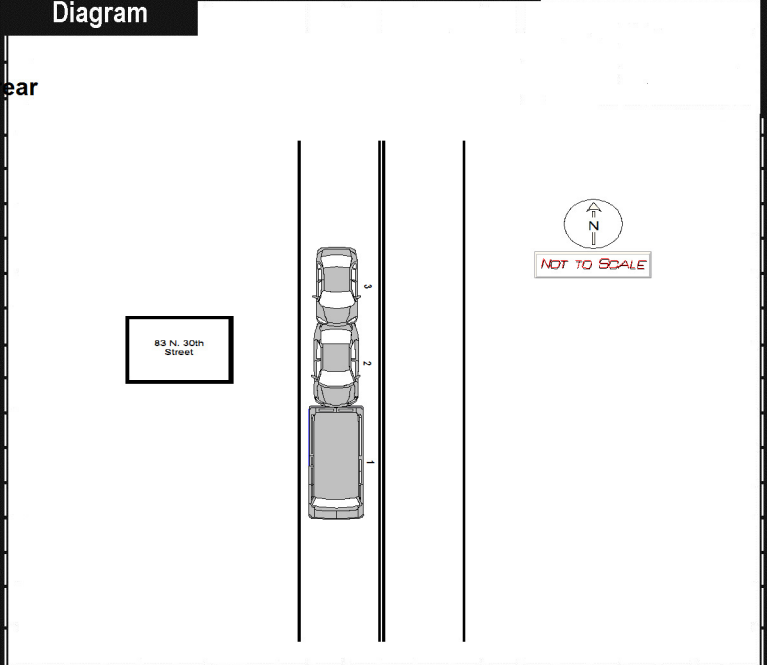 Diagram
ear
N
NOT TO SCALE
3
83 N. 30th
Street
2
1